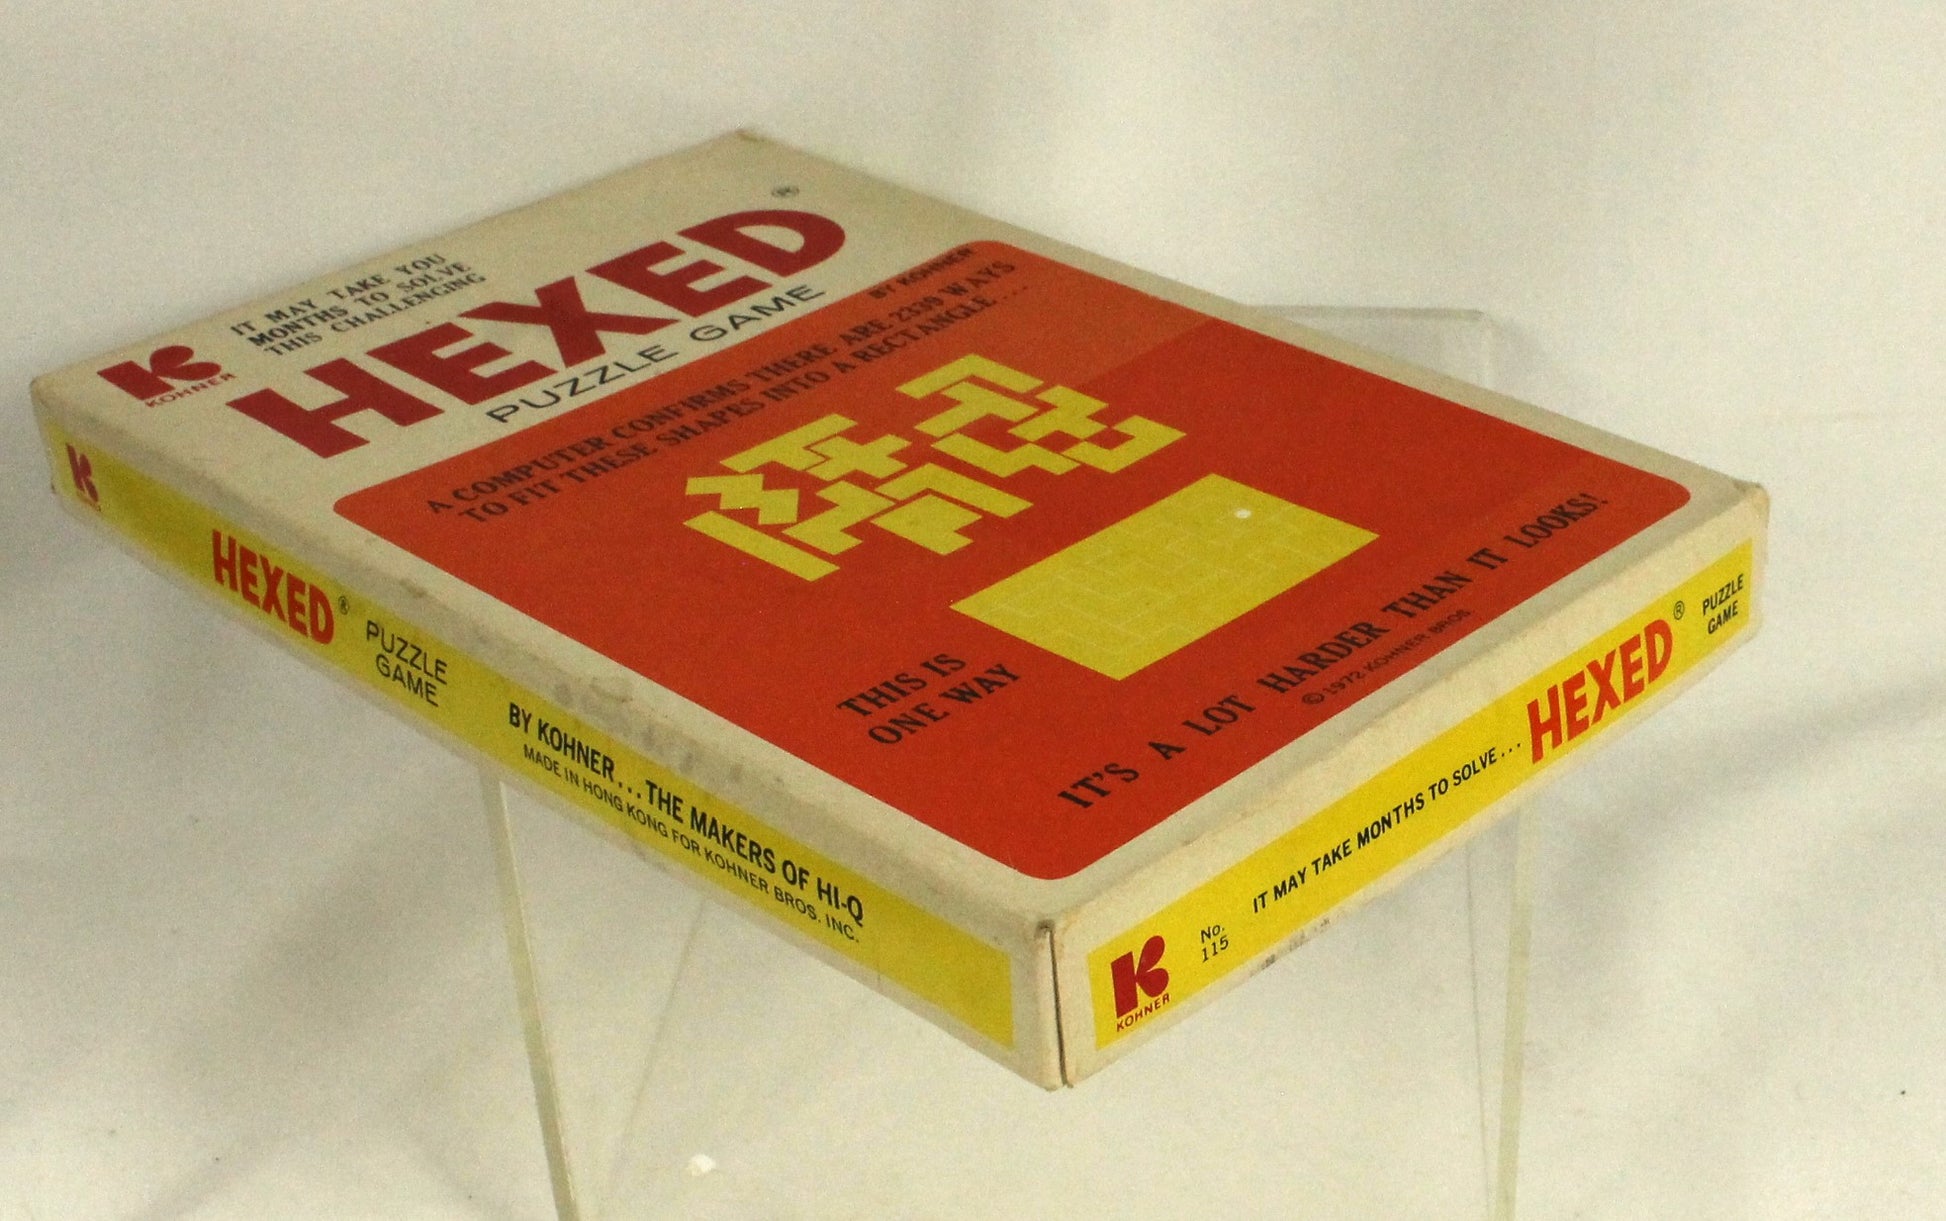 IT MAY TAKE YOU
MONTHS TO SOLVE
THIS CHALLENGING
K
KOHNER
HEXED®
PUZZLE GAME
BY KOHNER
A COMPUTER CONFIRMS THERE ARE 2339 WAYS
TO FIT THESE SHAPES INTO A RECTANGLE...
THIS IS
ONE WAY
IT'S A LOT HARDER THAN IT LOOKS!
© 1972 KOHNER BROS
K
HEXED®
PUZZLE
GAME
BY KOHNER...THE MAKERS OF HI-Q
MADE IN HONG KONG FOR KOHNER BROS. INC.
K
KOHNER
No.
115
IT MAY TAKE MONTHS TO SOLVE...
HEXED®
PUZZLE
GAME